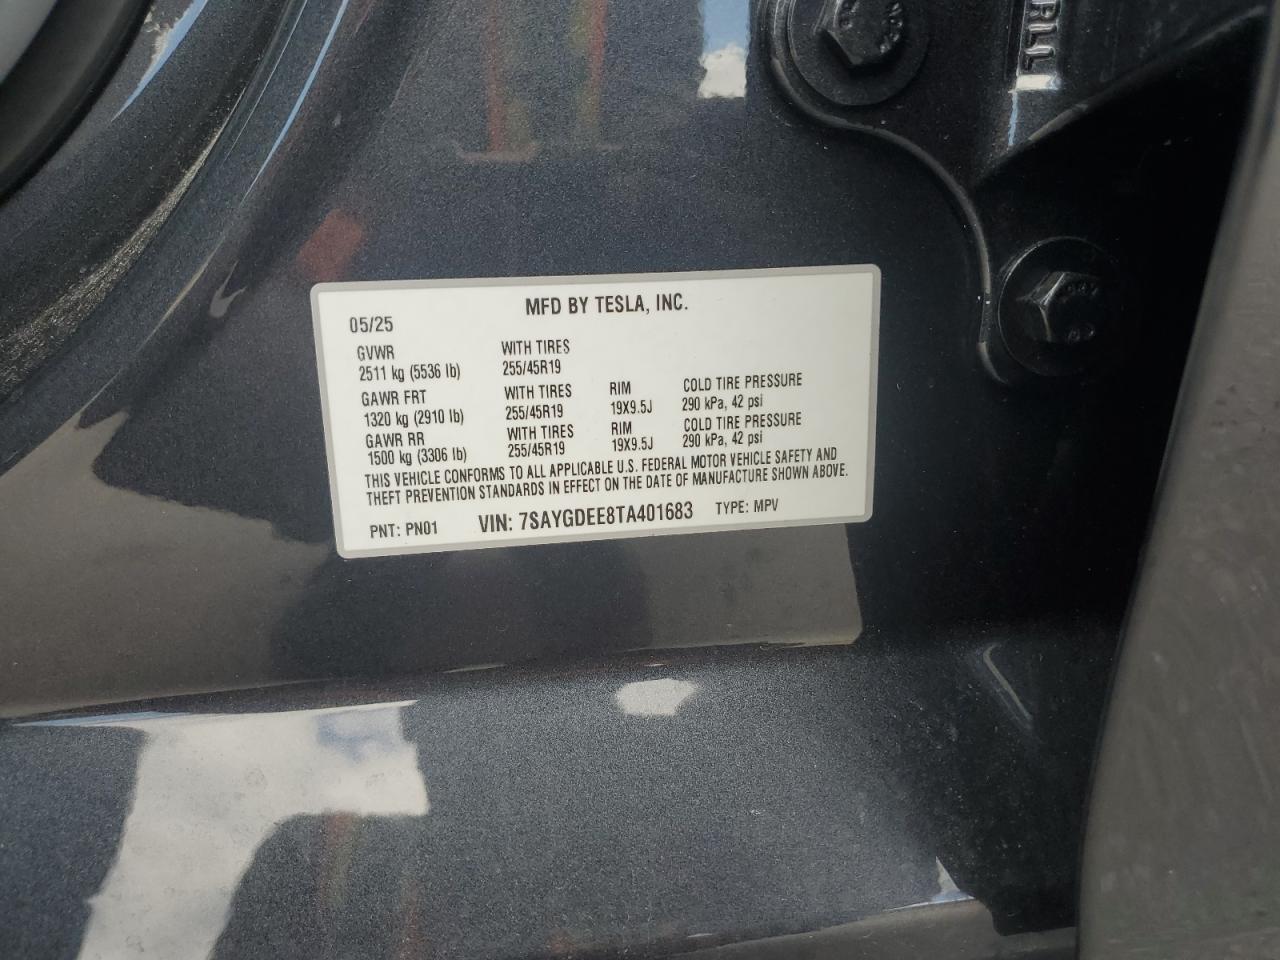 RLL
MFD BY TESLA, INC.
05/25
GVWR WITH TIRES
2511 kg (5536 lb) 255/45R19
GAWR FRT WITH TIRES RIM COLD TIRE PRESSURE
1320 kg (2910 lb) 255/45R19 19X9.5J 290 kPa, 42 psi
GAWR RR WITH TIRES RIM COLD TIRE PRESSURE
1500 kg (3306 lb) 255/45R19 19X9.5J 290 kPa, 42 psi
THIS VEHICLE CONFORMS TO ALL APPLICABLE U.S. FEDERAL MOTOR VEHICLE SAFETY AND
THEFT PREVENTION STANDARDS IN EFFECT ON THE DATE OF MANUFACTURE SHOWN ABOVE.
PNT: PN01 VIN: 7SAYGDEE8TA401683 TYPE: MPV